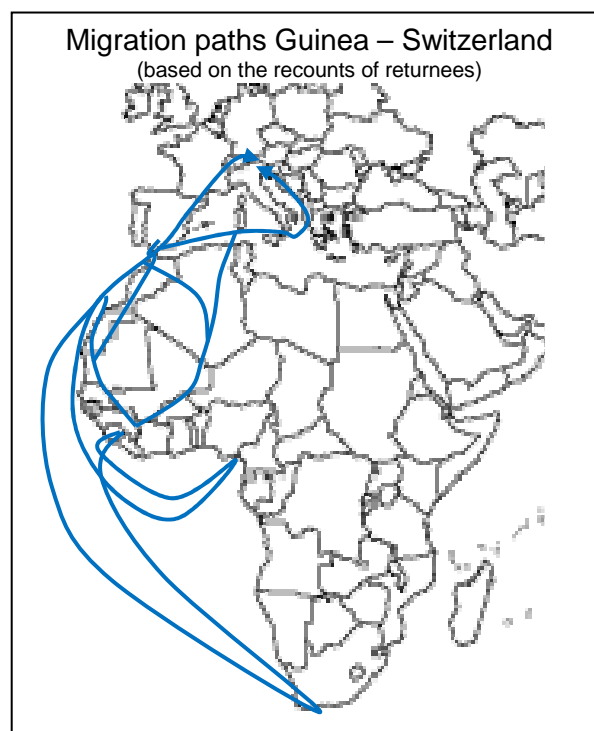 Migration paths Guinea – Switzerland
(based on the recounts of returnees)